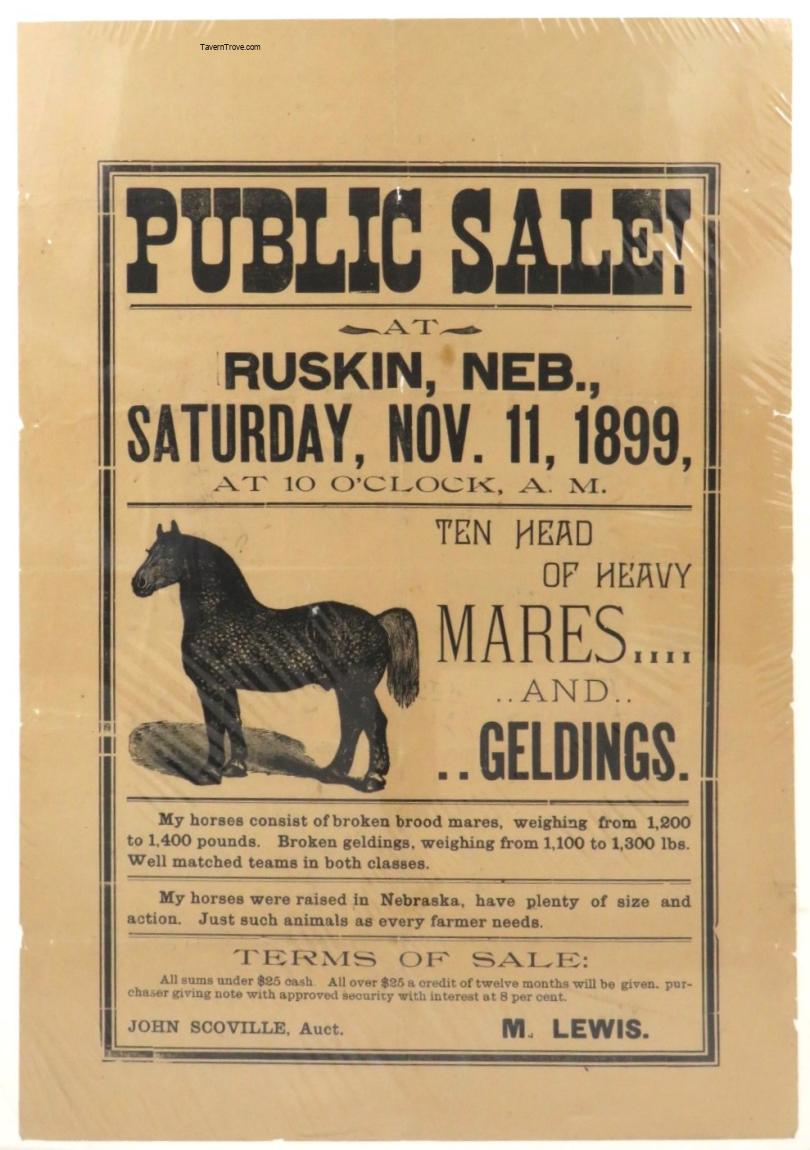 TavernTrove.com
PUBLIC SALE!
AT
RUSKIN, NEB.,
SATURDAY, NOV. 11, 1899,
AT 10 O'CLOCK, A. M.
TEN HEAD
OF HEAVY
MARES....
..AND..
..GELDINGS.
My horses consist of broken brood mares, weighing from 1,200
to 1,400 pounds. Broken geldings, weighing from 1,100 to 1,300 lbs.
Well matched teams in both classes.
My horses were raised in Nebraska, have plenty of size and
action. Just such animals as every farmer needs.
TERMS OF SALE:
All sums under $25 cash. All over $25 a credit of twelve months will be given, pur-
chaser giving note with approved security with interest at 8 per cent.
JOHN SCOVILLE, Auct.
M. LEWIS.